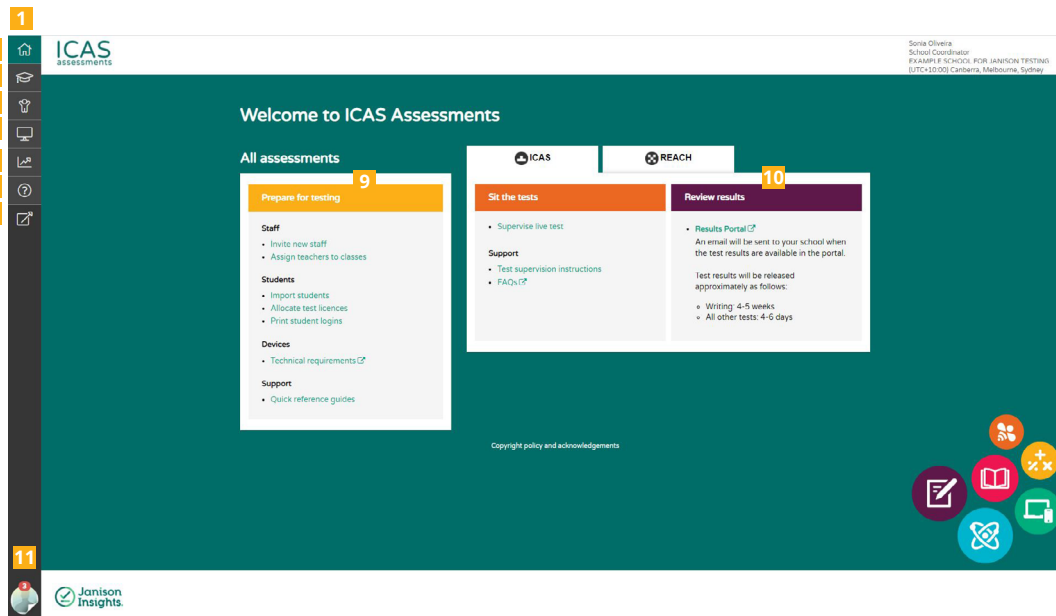 1
ICAS
assessments
Sonia Oliveira
School Coordinator
EXAMPLE SCHOOL FOR JANISON TESTING
(UTC+10:00) Canberra, Melbourne, Sydney
Welcome to ICAS Assessments
All assessments
ICAS
REACH
9
10
Prepare for testing
Staff
• Invite new staff
• Assign teachers to classes
Students
• Import students
• Allocate test licences
• Print student logins
Devices
• Technical requirements
Support
• Quick reference guides
Sit the tests
• Supervise live test
Support
• Test supervision instructions
• FAQs
Review results
• Results Portal
An email will be sent to your school when
the test results are available in the portal.
Test results will be released
approximately as follows:
Writing: 4-5 weeks
All other tests: 4-6 days
Copyright policy and acknowledgements
11
3
Janison
Insights.